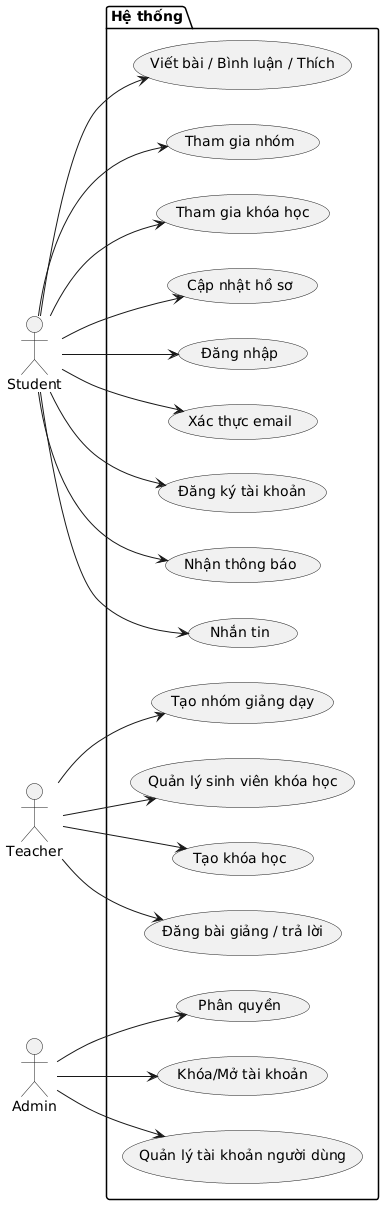 Hệ thống
Viết bài / Bình luận / Thích
Tham gia nhóm
Tham gia khóa học
Cập nhật hồ sơ
Đăng nhập
Student
Xác thực email
Đăng ký tài khoản
Nhận thông báo
Nhắn tin
Tạo nhóm giảng dạy
Quản lý sinh viên khóa học
Teacher
Tạo khóa học
Đăng bài giảng / trả lời
Phân quyền
Khóa/Mở tài khoản
Admin
Quản lý tài khoản người dùng